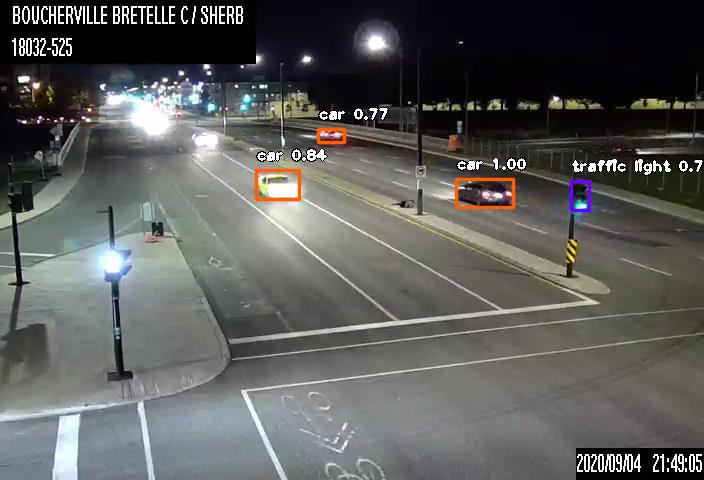 BOUCHERVILLE BRETELLE C / SHERB
18032-525
car 0.77
car 0.84
car 1.00
traffic light 0.7
2020/09/04 21:49:05